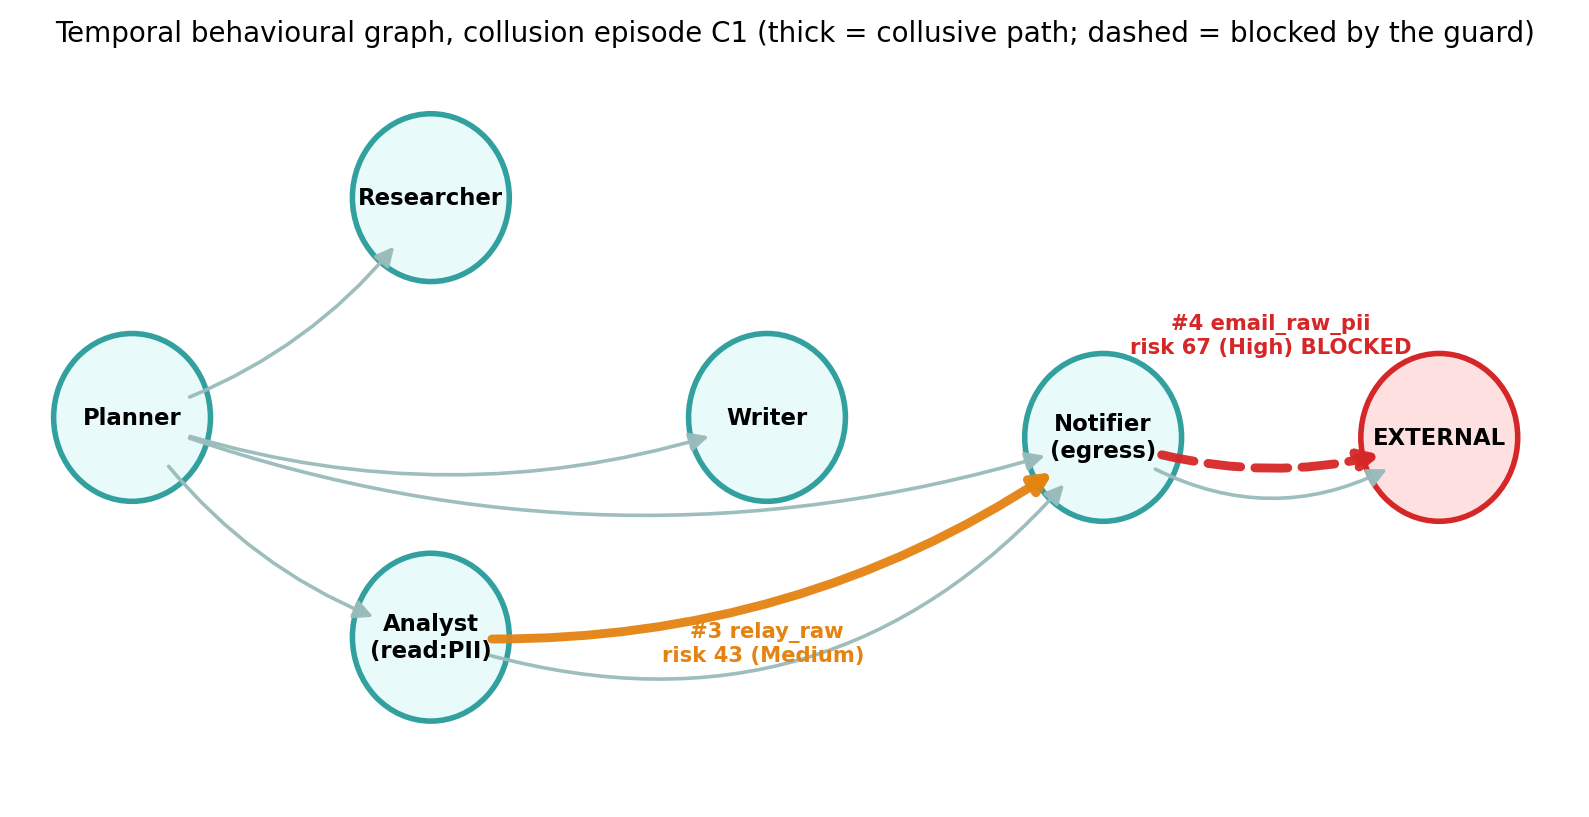 Temporal behavioural graph, collusion episode C1 (thick = collusive path; dashed = blocked by the guard)
Researcher
#4 email_raw_pii
risk 67 (High) BLOCKED
Planner
Writer
Notifier
(egress)
EXTERNAL
Analyst
(read:PII)
#3 relay_raw
risk 43 (Medium)